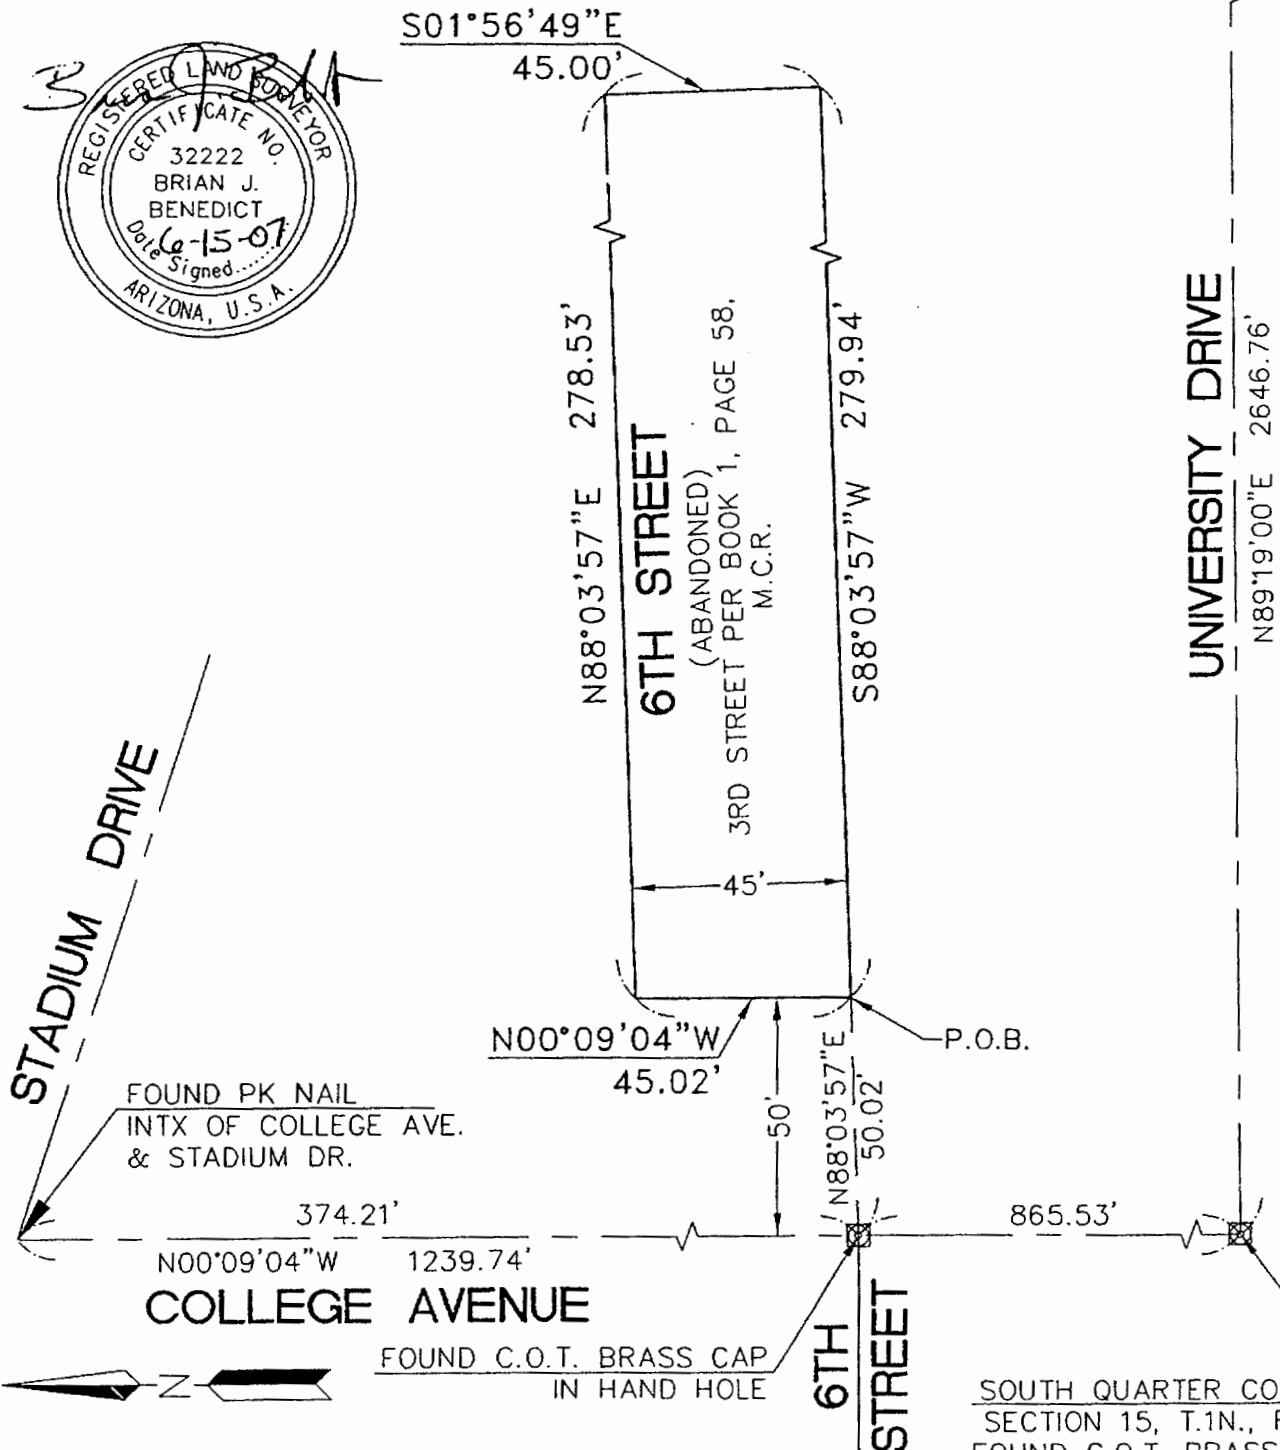 S01°56'49"E
45.00'
REGISTERED LAND SURVEYOR
CERTIFICATE NO.
32222
BRIAN J.
BENEDICT
6-15-07
Date Signed........
ARIZONA, U.S.A.
N88°03'57"E 278.53'
6TH STREET
(ABANDONED)
3RD STREET PER BOOK 1, PAGE 58,
M.C.R.
S88°03'57"W 279.94'
UNIVERSITY DRIVE
N89°19'00"E 2646.76'
STADIUM DRIVE
45'
N00°09'04"W
45.02'
P.O.B.
50'
N88°03'57"E
50.02'
FOUND PK NAIL
INTX OF COLLEGE AVE.
& STADIUM DR.
374.21'
865.53'
N00°09'04"W 1239.74'
COLLEGE AVENUE
N
FOUND C.O.T. BRASS CAP
IN HAND HOLE
6TH
STREET
SOUTH QUARTER CO
SECTION 15, T.1N.,
FOUND C.O.T. BRASS